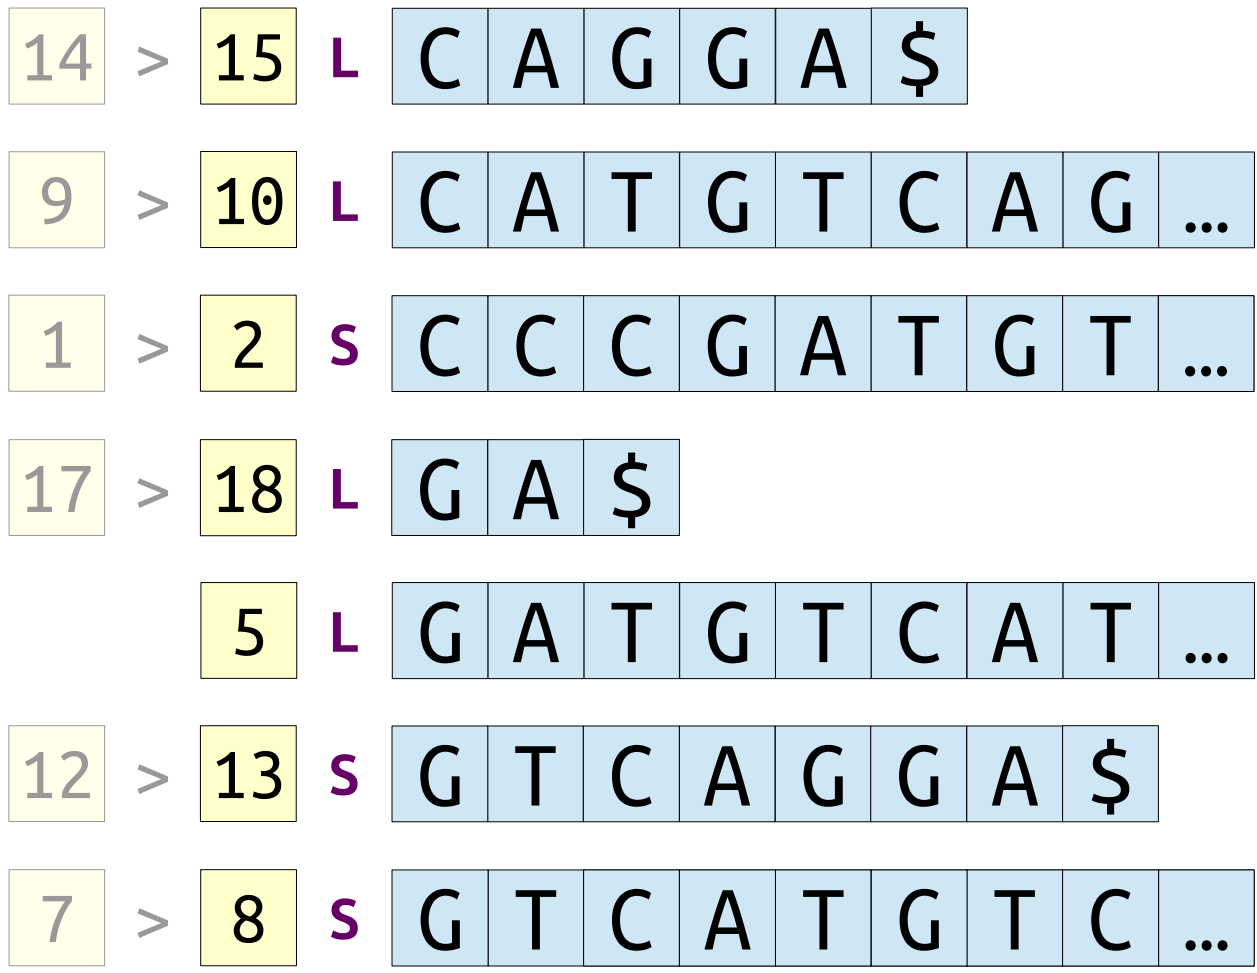 14 > 15 L C A G G A $
9 > 10 L C A T G T C A G ...
1 > 2 S C C C G A T G T ...
17 > 18 L G A $
5 L G A T G T C A T ...
12 > 13 S G T C A G G A $
7 > 8 S G T C A T G T C ...